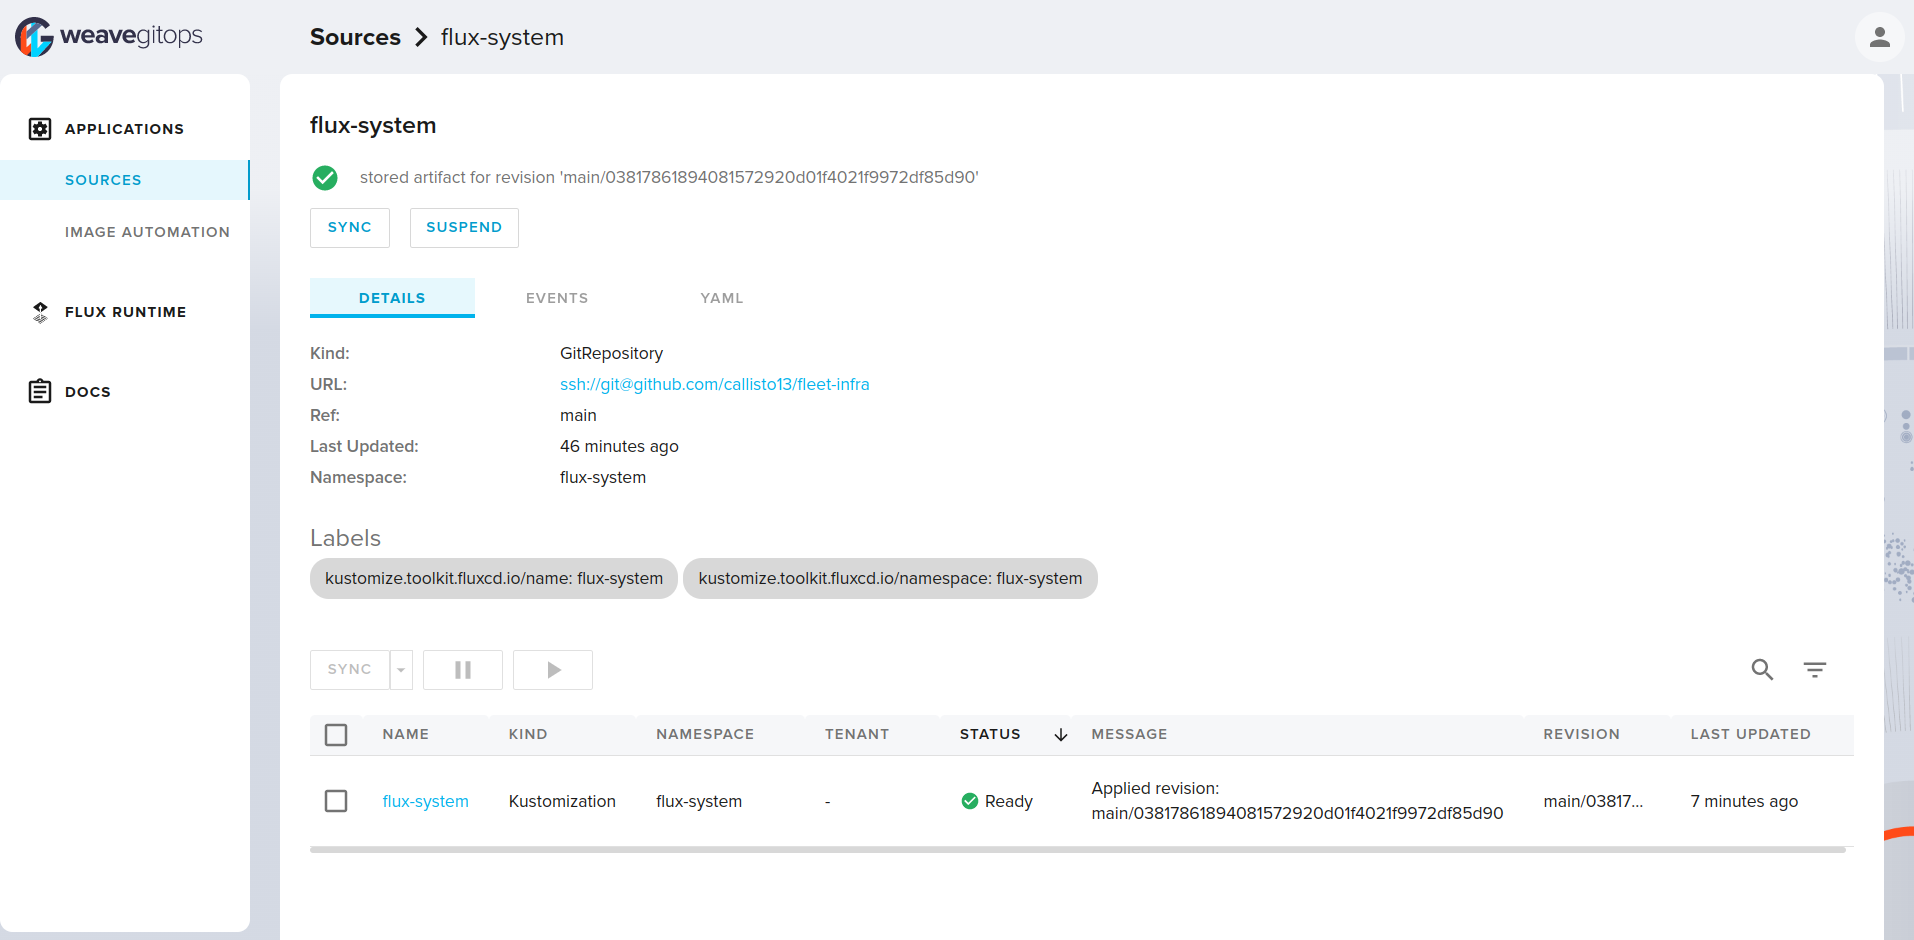 weavegitops
Sources > flux-system
APPLICATIONS
SOURCES
IMAGE AUTOMATION
FLUX RUNTIME
DOCS
flux-system
stored artifact for revision 'main/03817861894081572920d01f4021f9972df85d90'
SYNC SUSPEND
DETAILS EVENTS YAML
Kind: GitRepository
URL: ssh://git@github.com/callisto13/fleet-infra
Ref: main
Last Updated: 46 minutes ago
Namespace: flux-system
Labels
kustomize.toolkit.fluxcd.io/name: flux-system kustomize.toolkit.fluxcd.io/namespace: flux-system
SYNC
NAME KIND NAMESPACE TENANT STATUS MESSAGE REVISION LAST UPDATED
flux-system Kustomization flux-system - Ready Applied revision: main/03817... 7 minutes ago
main/03817861894081572920d01f4021f9972df85d90